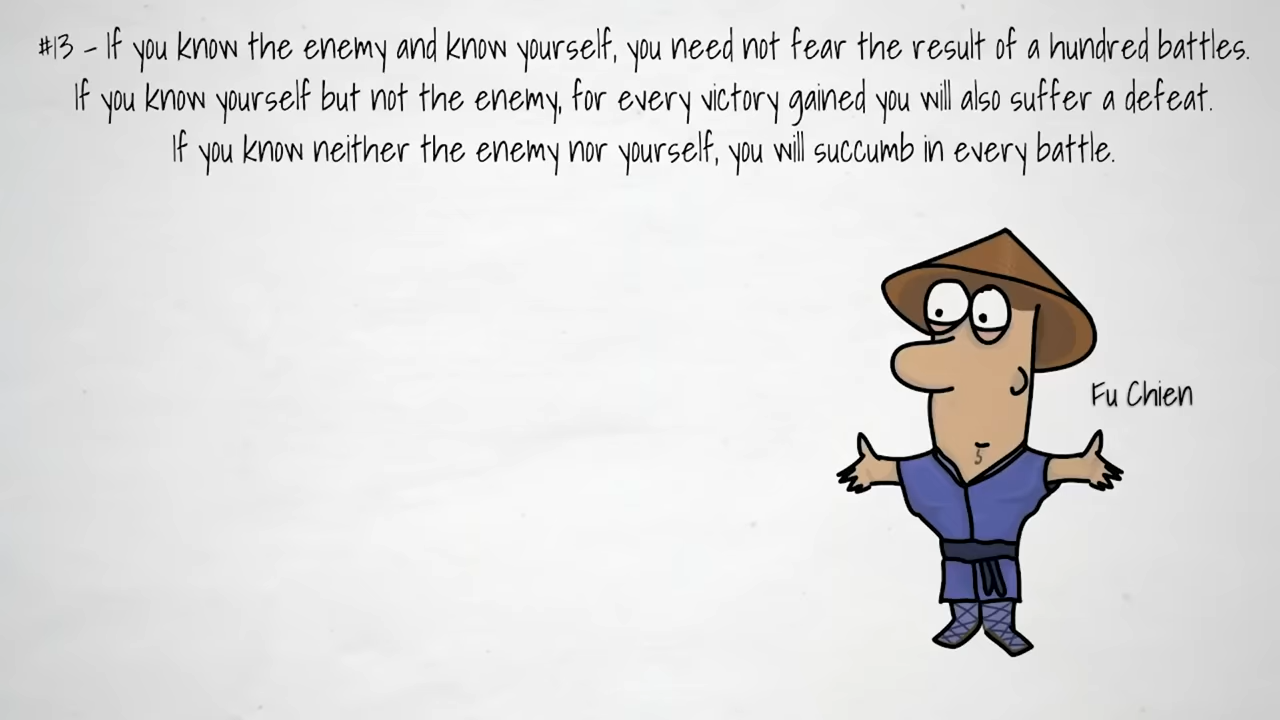 #13 - If you know the enemy and know yourself, you need not fear the result of a hundred battles.
If you know yourself but not the enemy, for every victory gained you will also suffer a defeat.
If you know neither the enemy nor yourself, you will succumb in every battle.
Fu Chien